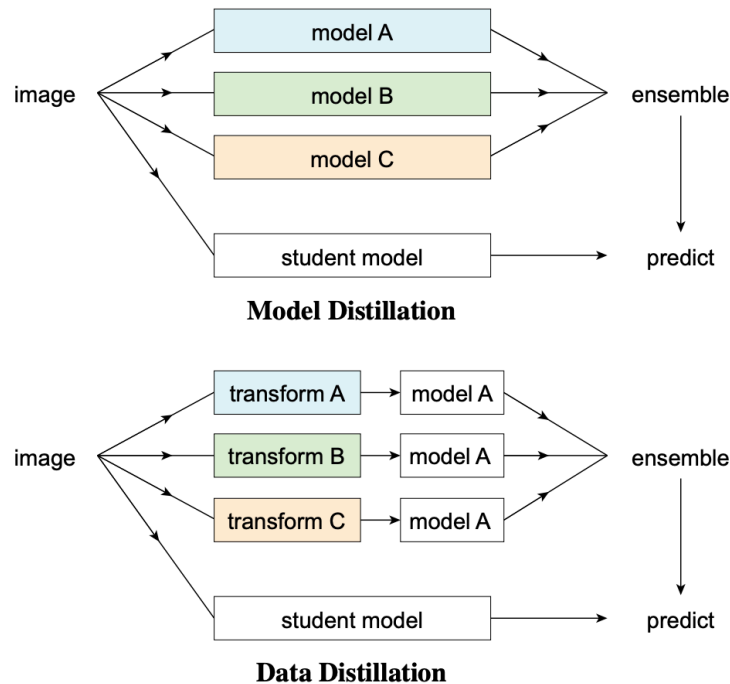 model A
image
model B
ensemble
model C
student model
predict
Model Distillation
transform A
model A
image
transform B
model A
ensemble
transform C
model A
student model
predict
Data Distillation